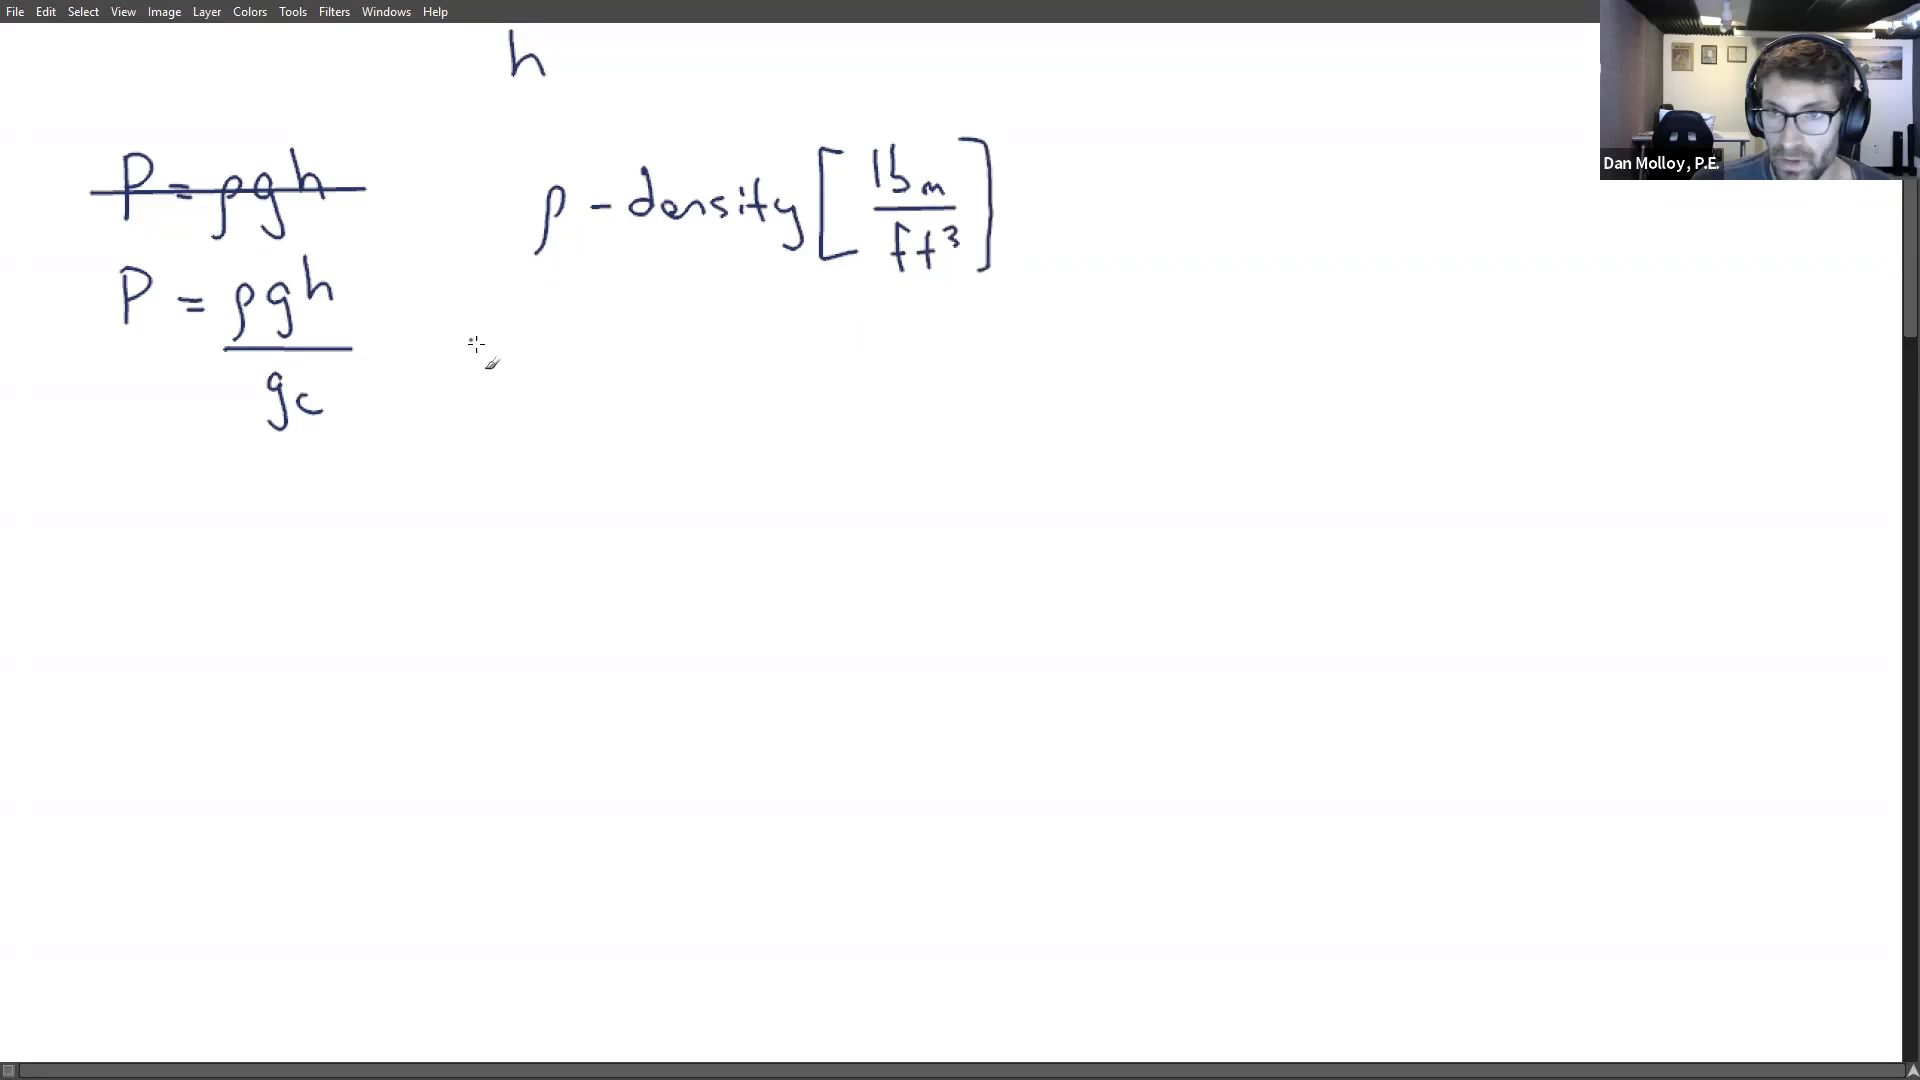 File Edit Select View Image Layer Colors Tools Filters Windows Help
h
P = ρgh
ρ - density [lbm/ft³]
P = ρgh/gc
Dan Molloy, P.E.